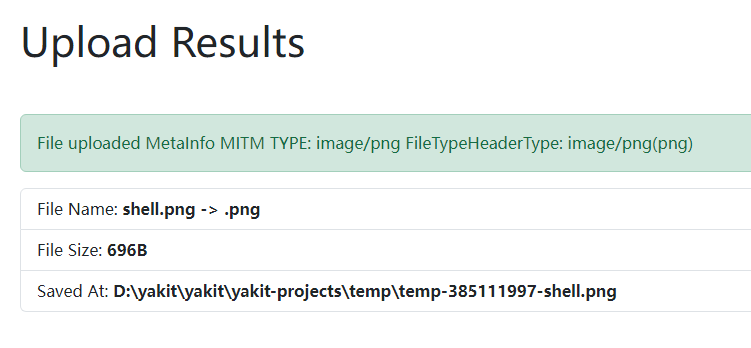 Upload Results
File uploaded MetaInfo MITM TYPE: image/png FileTypeHeaderType: image/png(png)
File Name: shell.png -> .png
File Size: 696B
Saved At: D:\yakit\yakit\yakit-projects\temp\temp-385111997-shell.png